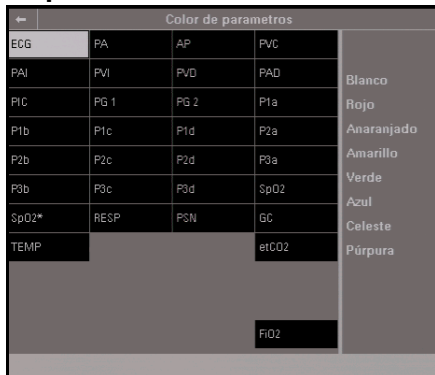 ← Color de parametros
ECG PA AP PVC
PAI PVI PVD PAD
PIC PG 1 PG 2 P1a
P1b P1c P1d P2a
P2b P2c P2d P3a
P3b P3c P3d SpO2
SpO2* RESP PSN GC
TEMP etCO2
FiO2
Blanco
Rojo
Anaranjado
Amarillo
Verde
Azul
Celeste
Púrpura